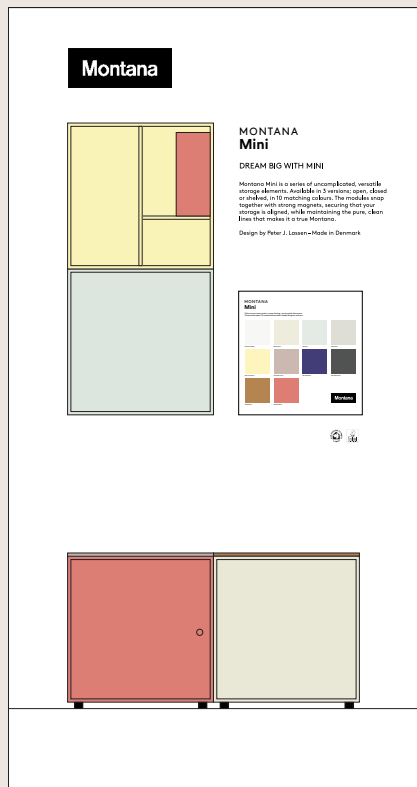 Montana
MONTANA
Mini
DREAM BIG WITH MINI
Montana Mini is a series of uncomplicated, versatile
storage elements. Available in 3 versions; open, closed
or shelved, in 10 matching colours. The modules snap
together with strong magnets, securing that your
storage is aligned, while maintaining the pure, clean
lines that makes it a true Montana.
Design by Peter J. Lassen – Made in Denmark
MONTANA
Mini
Montana